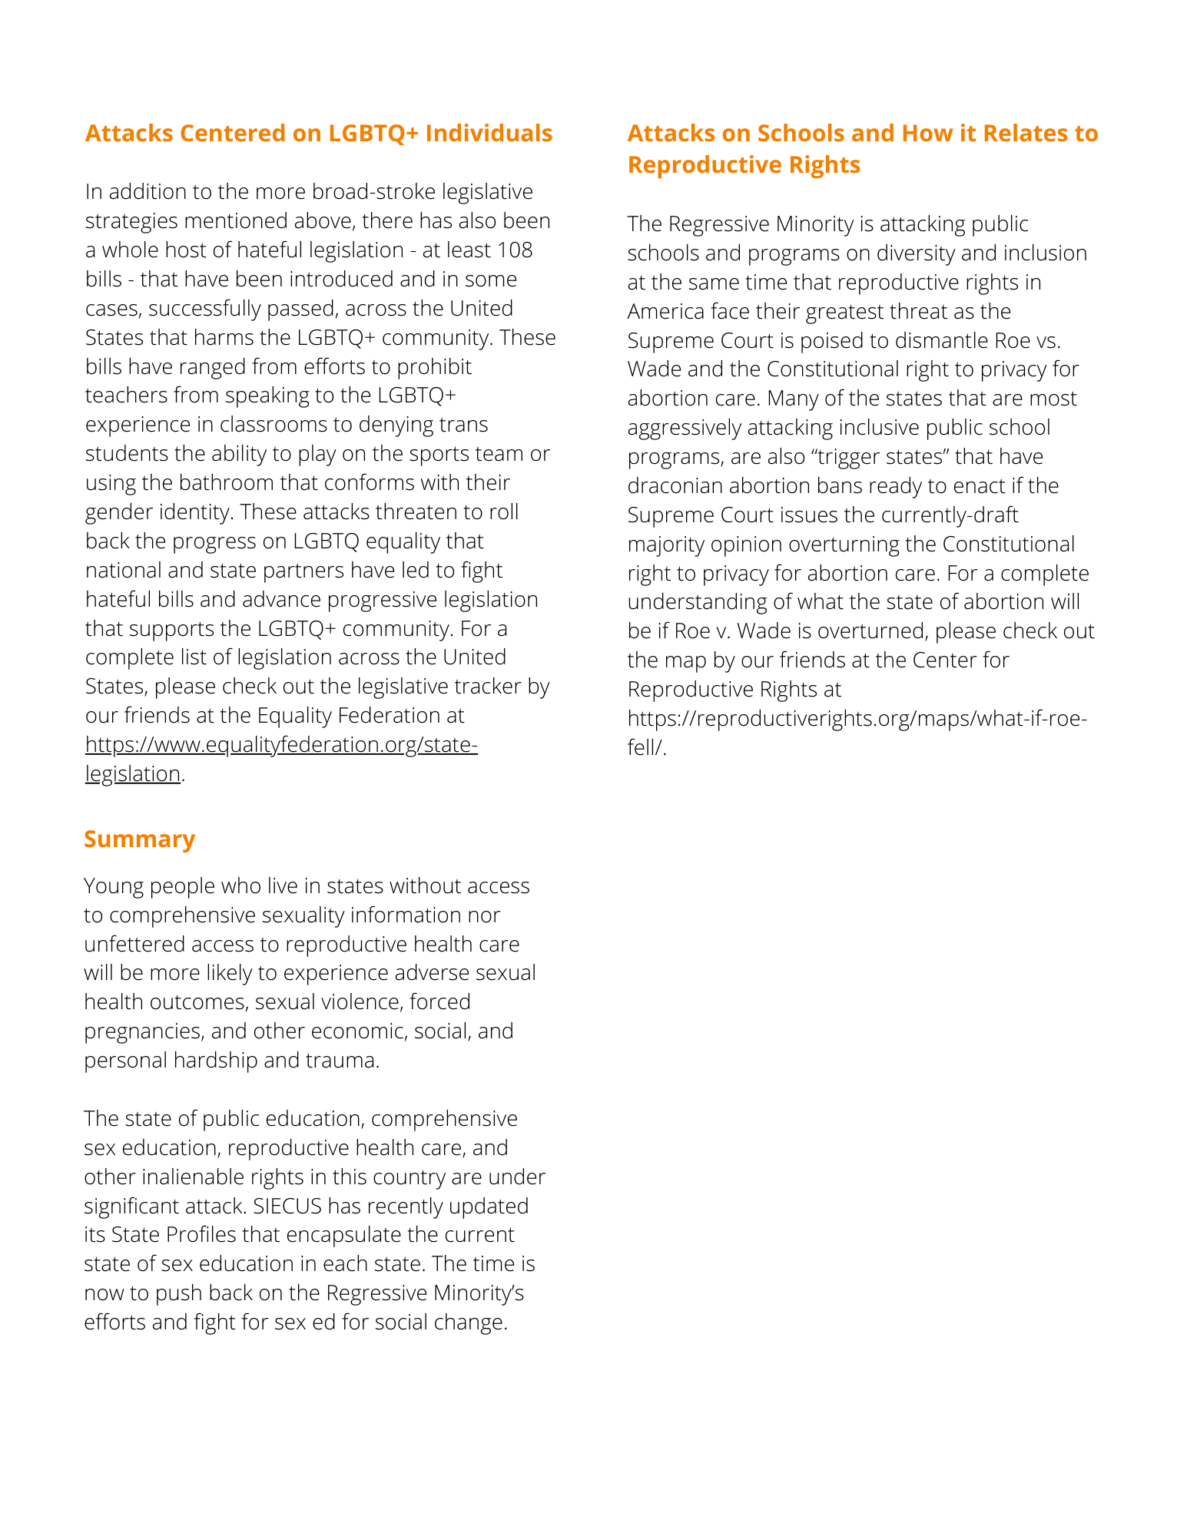 Attacks Centered on LGBTQ+ Individuals
In addition to the more broad-stroke legislative
strategies mentioned above, there has also been
a whole host of hateful legislation - at least 108
bills - that have been introduced and in some
cases, successfully passed, across the United
States that harms the LGBTQ+ community. These
bills have ranged from efforts to prohibit
teachers from speaking to the LGBTQ+
experience in classrooms to denying trans
students the ability to play on the sports team or
using the bathroom that conforms with their
gender identity. These attacks threaten to roll
back the progress on LGBTQ equality that
national and state partners have led to fight
hateful bills and advance progressive legislation
that supports the LGBTQ+ community. For a
complete list of legislation across the United
States, please check out the legislative tracker by
our friends at the Equality Federation at
https://www.equalityfederation.org/state-
legislation.
Summary
Young people who live in states without access
to comprehensive sexuality information nor
unfettered access to reproductive health care
will be more likely to experience adverse sexual
health outcomes, sexual violence, forced
pregnancies, and other economic, social, and
personal hardship and trauma.
The state of public education, comprehensive
sex education, reproductive health care, and
other inalienable rights in this country are under
significant attack. SIECUS has recently updated
its State Profiles that encapsulate the current
state of sex education in each state. The time is
now to push back on the Regressive Minority’s
efforts and fight for sex ed for social change.
Attacks on Schools and How it Relates to
Reproductive Rights
The Regressive Minority is attacking public
schools and programs on diversity and inclusion
at the same time that reproductive rights in
America face their greatest threat as the
Supreme Court is poised to dismantle Roe vs.
Wade and the Constitutional right to privacy for
abortion care. Many of the states that are most
aggressively attacking inclusive public school
programs, are also “trigger states” that have
draconian abortion bans ready to enact if the
Supreme Court issues the currently-draft
majority opinion overturning the Constitutional
right to privacy for abortion care. For a complete
understanding of what the state of abortion will
be if Roe v. Wade is overturned, please check out
the map by our friends at the Center for
Reproductive Rights at
https://reproductiverights.org/maps/what-if-roe-
fell/.